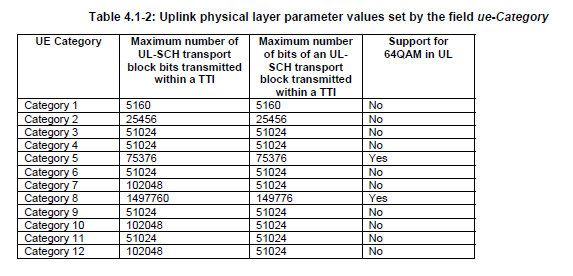 Table 4.1-2: Uplink physical layer parameter values set by the field ue-Category
UE Category
Maximum number of
UL-SCH transport
block bits transmitted
within a TTI
Maximum number
of bits of an UL-
SCH transport
block transmitted
within a TTI
Support for
64QAM in UL
Category 1 5160 5160 No
Category 2 25456 25456 No
Category 3 51024 51024 No
Category 4 51024 51024 No
Category 5 75376 75376 Yes
Category 6 51024 51024 No
Category 7 102048 51024 No
Category 8 1497760 149776 Yes
Category 9 51024 51024 No
Category 10 102048 51024 No
Category 11 51024 51024 No
Category 12 102048 51024 No